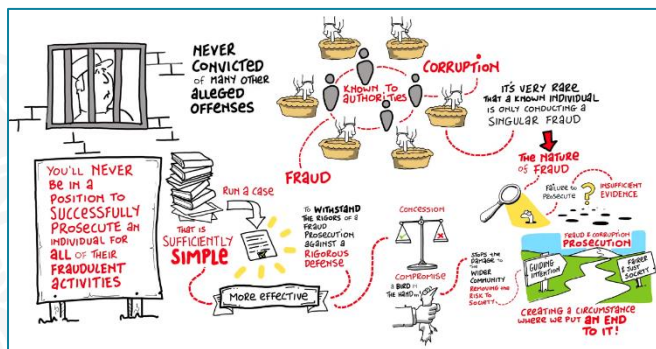 NEVER
CONVICTED
OF MANY OTHER
ALLEGED
OFFENSES
KNOWN TO
AUTHORITIES
CORRUPTION
FRAUD
IT'S VERY RARE
THAT A KNOWN INDIVIDUAL
IS ONLY CONDUCTING A
SINGULAR FRAUD
THE NATURE
OF FRAUD
FAILURE TO
PROSECUTE
?
INSUFFICIENT
EVIDENCE
YOU'LL NEVER
BE IN A
POSITION TO
SUCCESSFULLY
PROSECUTE AN
INDIVIDUAL FOR
ALL OF THEIR
FRAUDULENT
ACTIVITIES
RUN A CASE
THAT IS
SUFFICIENTLY
SIMPLE
MORE EFFECTIVE
TO WITHSTAND
THE RIGORS OF A
FRAUD
PROSECUTION
AGAINST A
RIGOROUS
DEFENSE
CONCESSION
COMPROMISE
A BIRD IN
THE HAND...
STOPS THE
DAMAGE TO
THE WIDER
COMMUNITY
REMOVING THE
RISK TO
SOCIETY
FRAUD & CORRUPTION
PROSECUTION
GUIDING
INTENTION
FAIRER
& JUST
SOCIETY
CREATING A CIRCUMSTANCE
WHERE WE PUT AN END
TO IT!